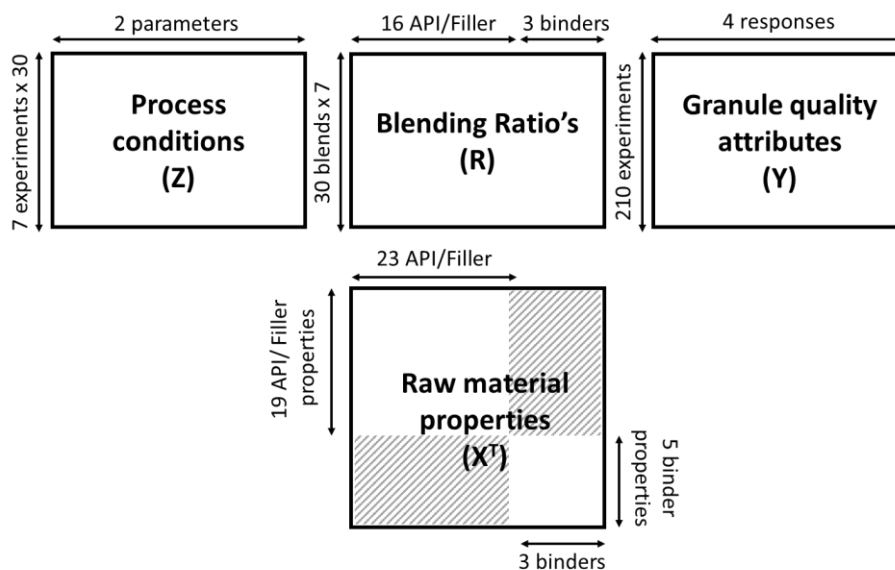 2 parameters
16 API/Filler
3 binders
4 responses
7 experiments x 30
Process
conditions
(Z)
30 blends x 7
Blending Ratio's
(R)
210 experiments
Granule quality
attributes
(Y)
23 API/Filler
19 API/ Filler
properties
Raw material
properties
(Xᵀ)
5 binder
properties
3 binders